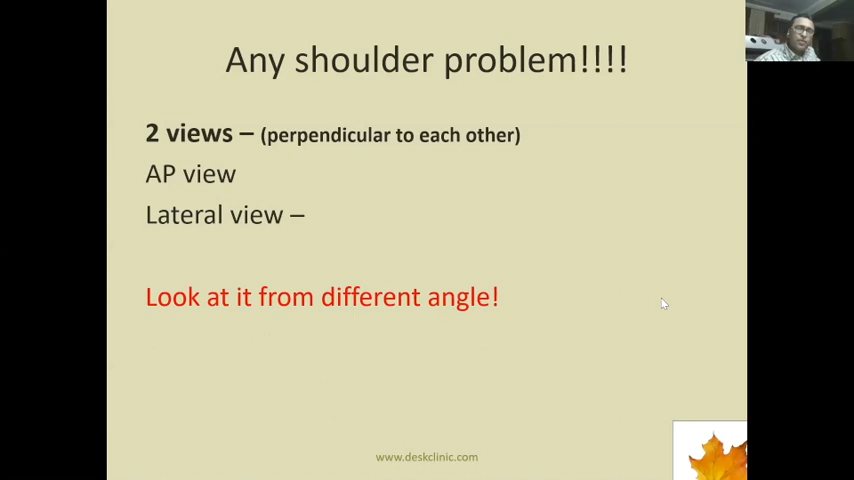 Any shoulder problem!!!!
2 views – (perpendicular to each other)
AP view
Lateral view –
Look at it from different angle!
www.deskclinic.com